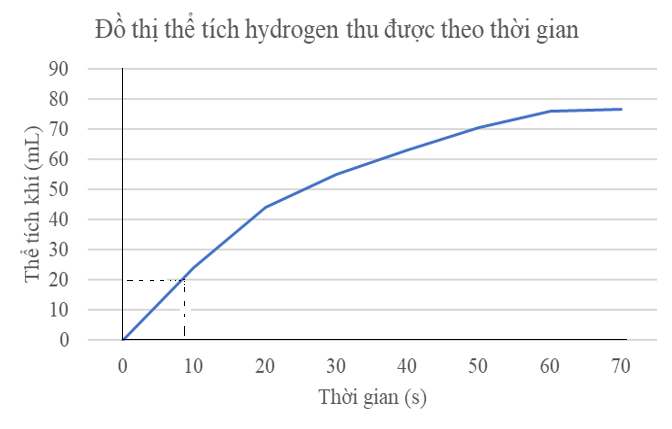 Đồ thị thể tích hydrogen thu được theo thời gian
90
80
70
60
50
40
30
20
10
0
Thể tích khí (mL)
0 10 20 30 40 50 60 70
Thời gian (s)